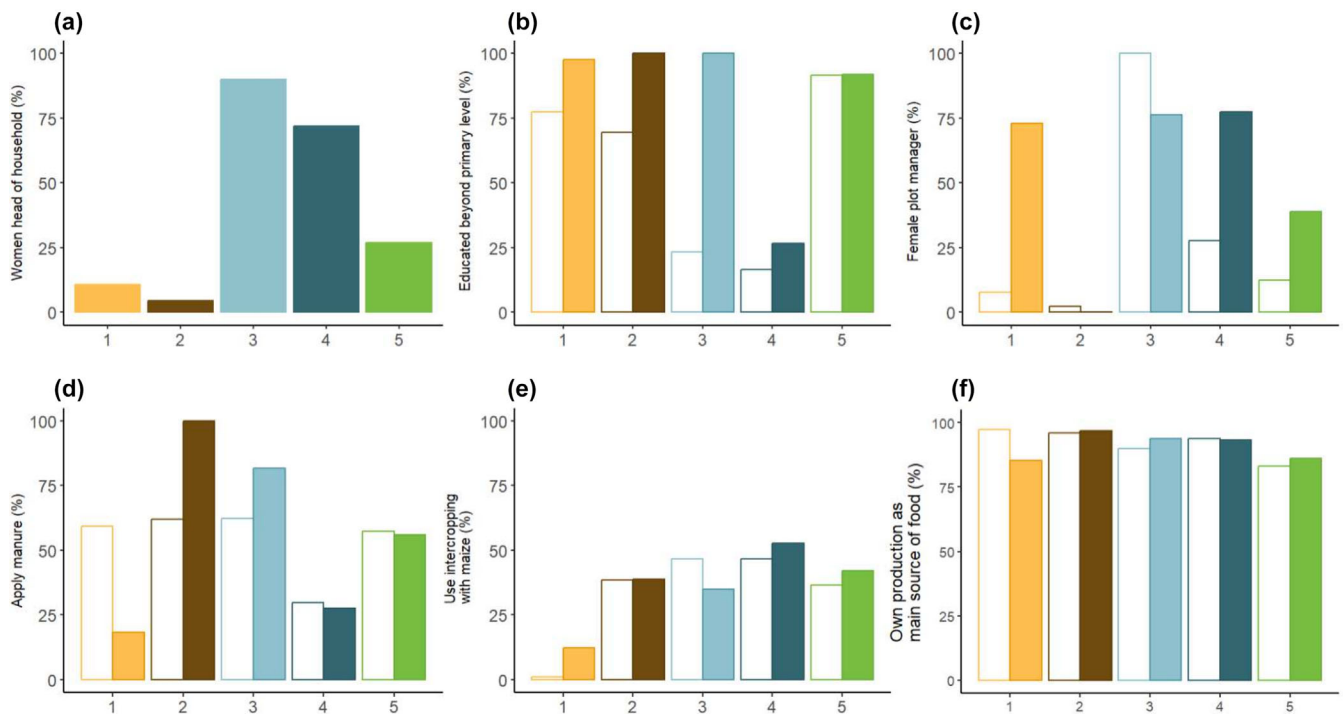 (a)
Women head of household (%)
100
75
50
25
0
1 2 3 4 5
(b)
Educated beyond primary level (%)
100
75
50
25
0
1 2 3 4 5
(c)
Female plot manager (%)
100
75
50
25
0
1 2 3 4 5
(d)
Apply manure (%)
100
75
50
25
0
1 2 3 4 5
(e)
Use intercropping
with maize (%)
100
75
50
25
0
1 2 3 4 5
(f)
Own production as
main source of food (%)
100
75
50
25
0
1 2 3 4 5